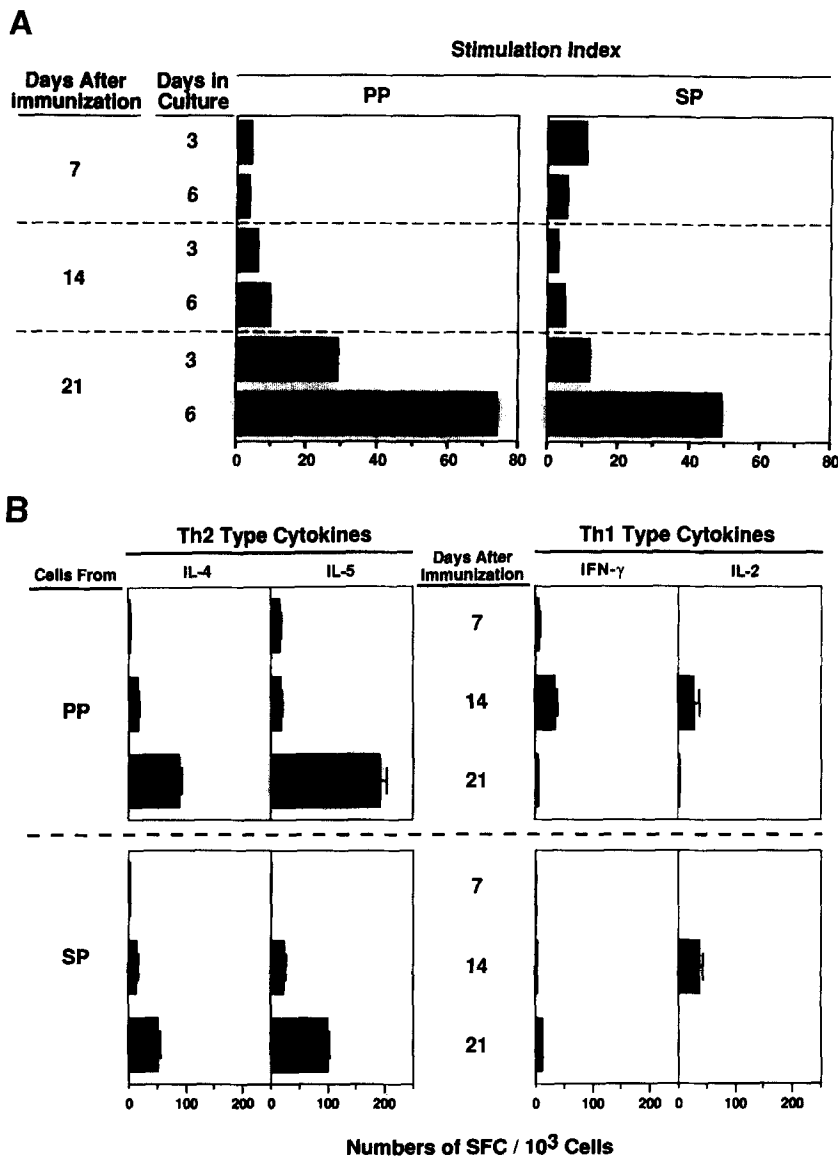 A
Stimulation Index
Days After immunization
Days in Culture
PP
SP
7
3
6
14
3
6
21
3
6
0 20 40 60 80
0 20 40 60 80
B
Th2 Type Cytokines
Th1 Type Cytokines
Cells From
IL-4
IL-5
Days After Immunization
IFN-γ
IL-2
PP
7
14
21
SP
7
14
21
0 100 200
0 100 200
0 100 200
0 100 200
Numbers of SFC / 10³ Cells